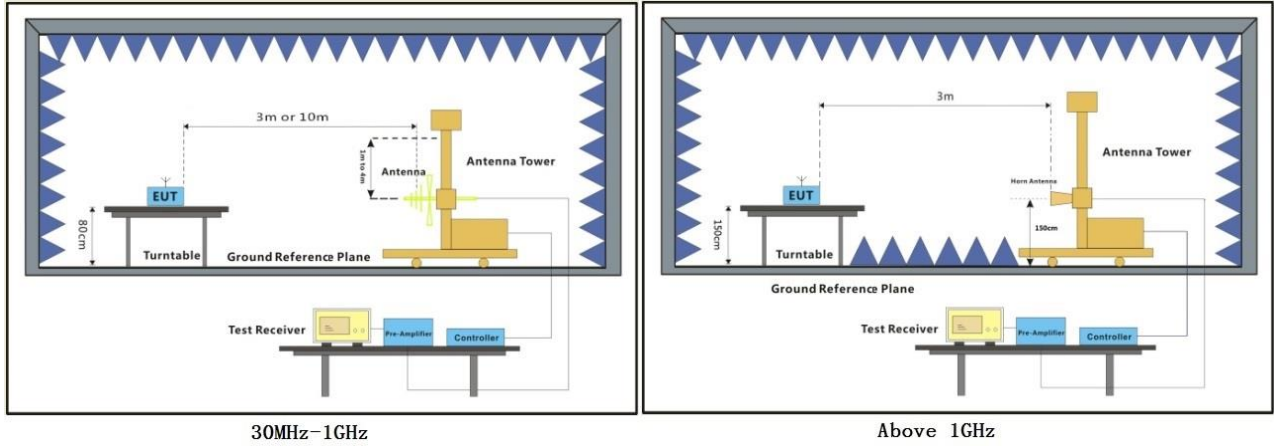 3m or 10m
1m to 4m
Antenna
Antenna Tower
EUT
80cm
Turntable
Ground Reference Plane
Test Receiver
Pre-Amplifier
Controller
30MHz-1GHz
3m
Antenna Tower
Horn Antenna
EUT
150cm
150cm
Turntable
Ground Reference Plane
Test Receiver
Pre-Amplifier
Controller
Above 1GHz